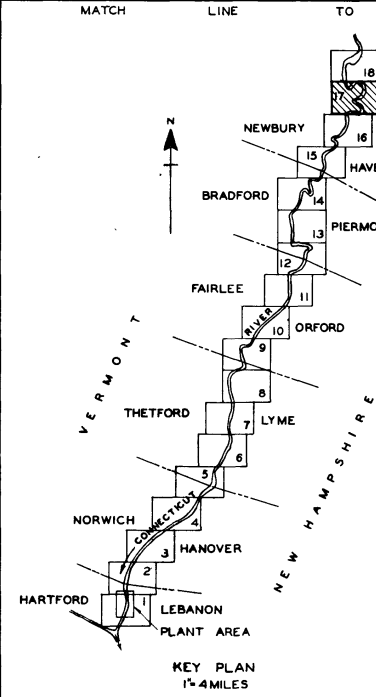 MATCH LINE TO
18
17
N
NEWBURY
16
15
HAVE
BRADFORD
14
13
PIERMO
12
FAIRLEE
11
RIVER
10
ORFORD
9
8
VERMONT
THETFORD
7
LYME
6
5
NEW HAMPSHIRE
CONNECTICUT
NORWICH
4
3
HANOVER
2
HARTFORD
1
LEBANON
PLANT AREA
KEY PLAN
1"=4 MILES